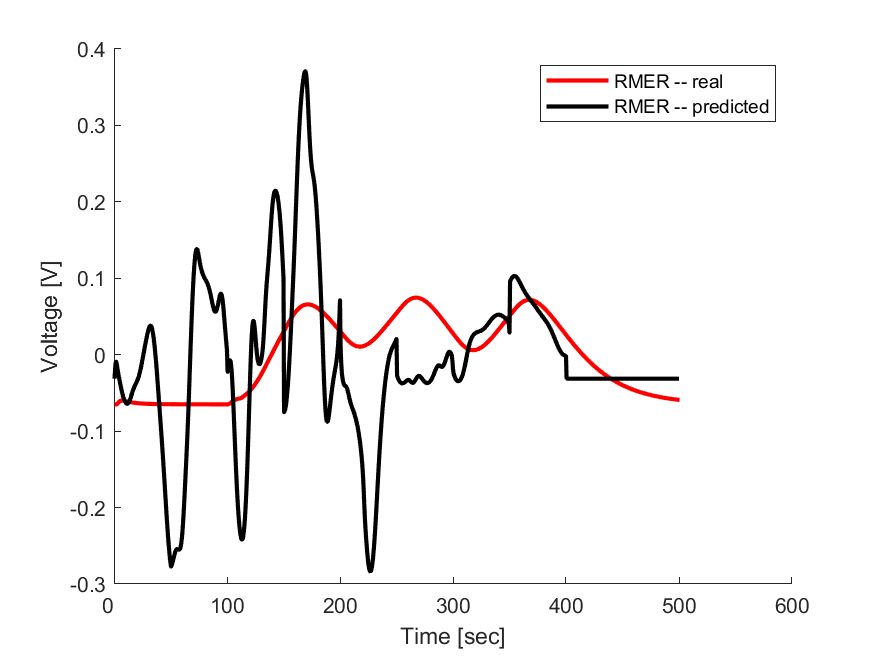 0.4
0.3
0.2
0.1
0
-0.1
-0.2
-0.3
Voltage [V]
0 100 200 300 400 500 600
Time [sec]
RMER -- real
RMER -- predicted